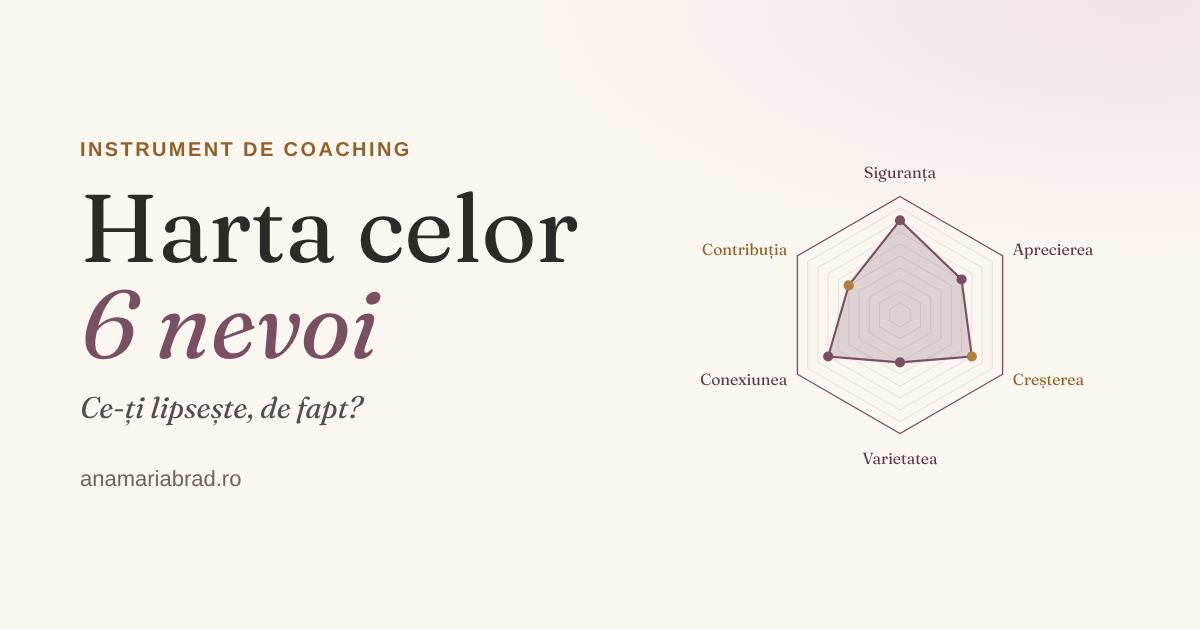 INSTRUMENT DE COACHING
Harta celor
6 nevoi
Ce-ți lipsește, de fapt?
anamariabrad.ro
Siguranța
Contribuția
Aprecierea
Conexiunea
Creșterea
Varietatea